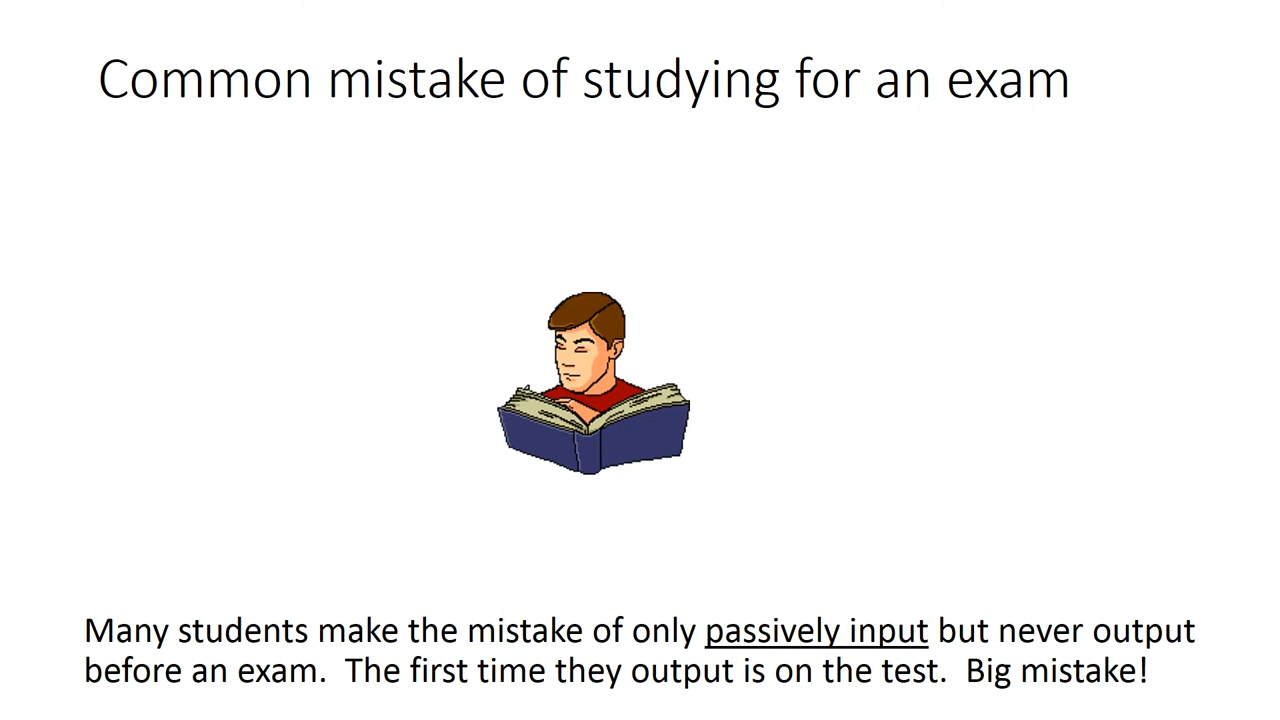 Common mistake of studying for an exam
Many students make the mistake of only passively input but never output
before an exam.  The first time they output is on the test.  Big mistake!